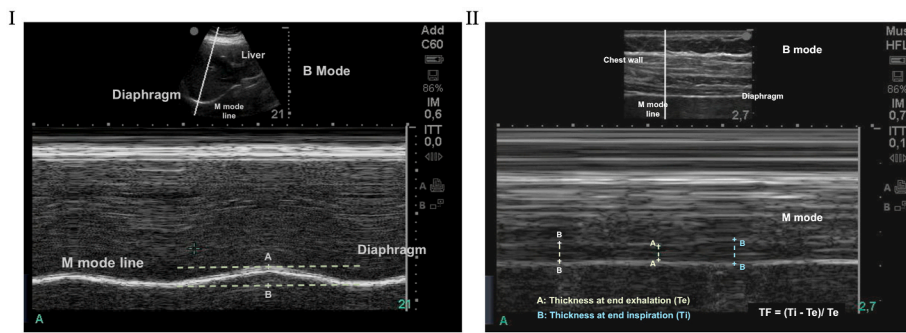 I
Add
C60
Liver
B Mode
86%
Diaphragm
M mode
line
21
IM
0,6
ITT
0,0
A
B
Diaphragm
M mode line
A
B
21
A
II
Mus
HFL
B mode
Chest wall
86%
Diaphragm
M mode
line
2,7
IM
0,7
ITT
0,1
A
B
M mode
B
B
A
A
B
B
A: Thickness at end exhalation (Te)
B: Thickness at end inspiration (Ti)
TF = (Ti - Te)/ Te
2,7
A